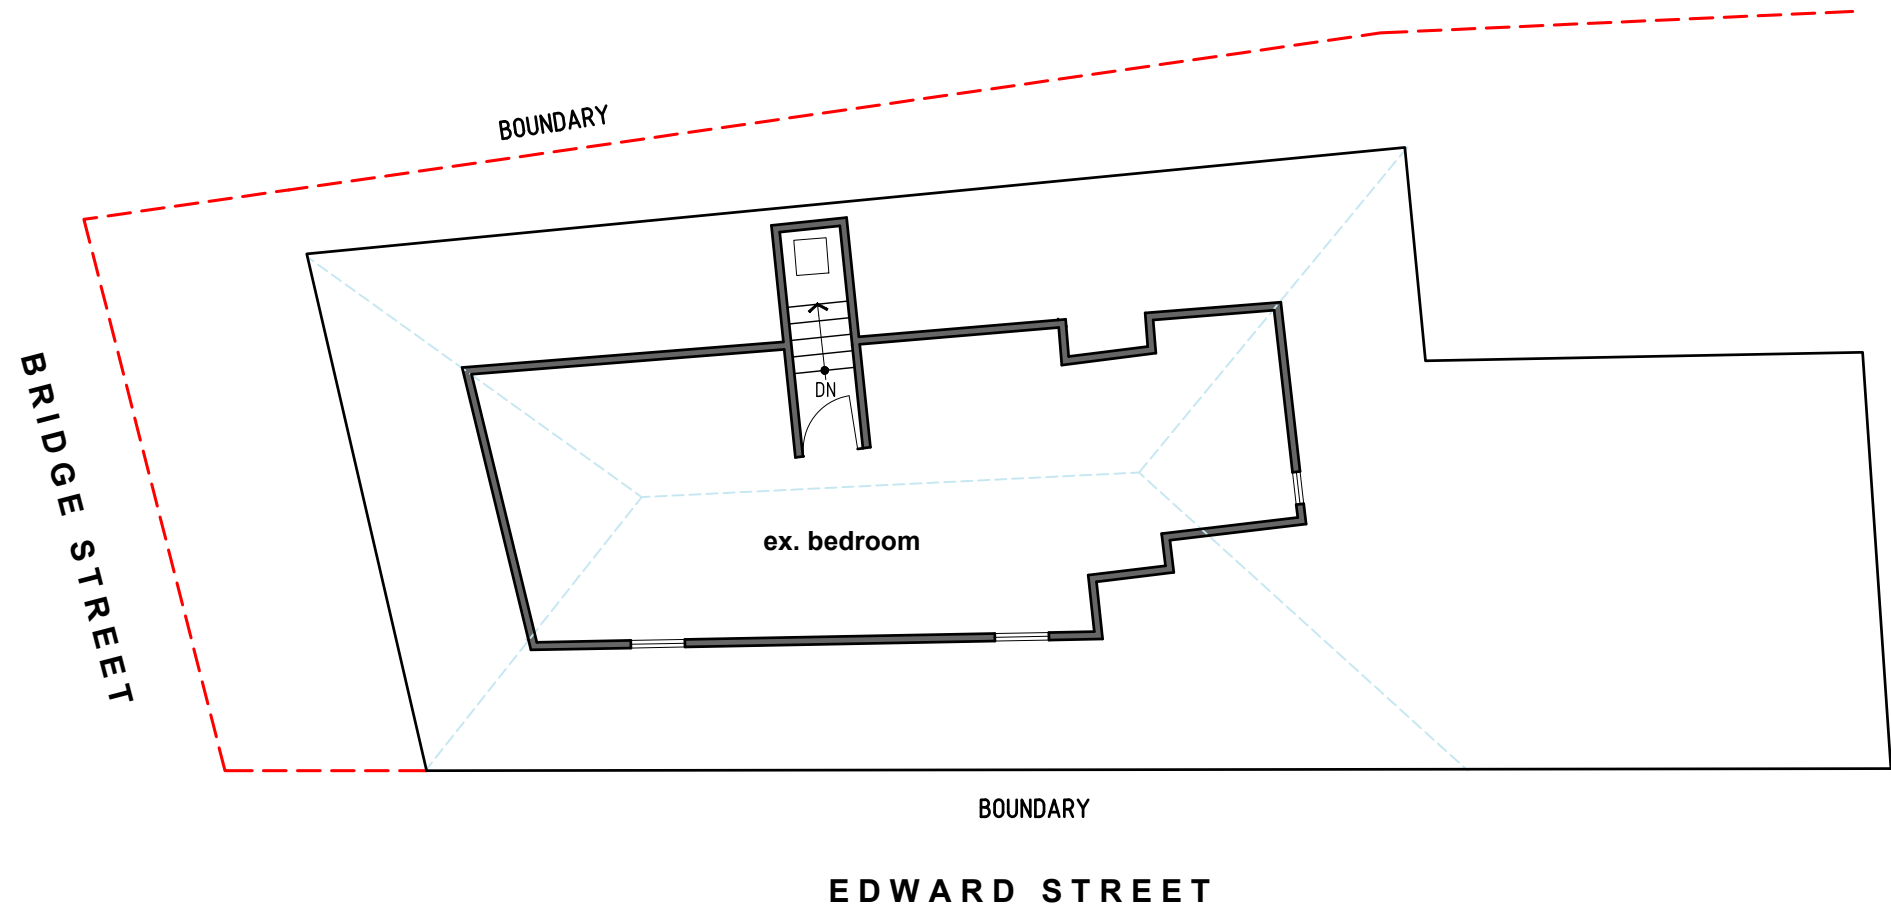 BOUNDARY
BRIDGE STREET
DN
ex. bedroom
BOUNDARY
EDWARD STREET